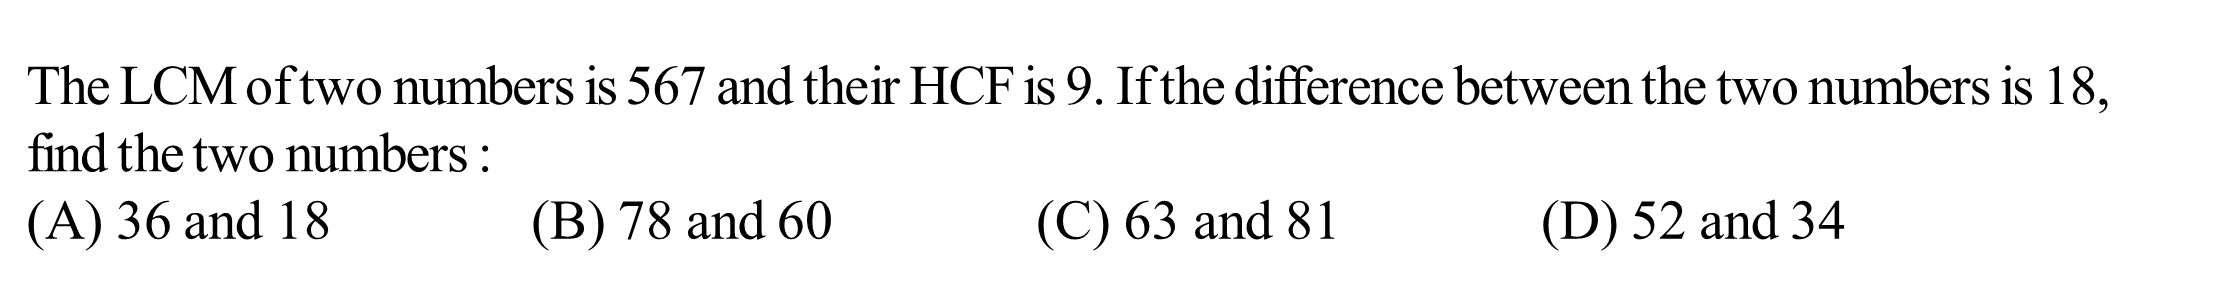 The LCM of two numbers is 567 and their HCF is 9. If the difference between the two numbers is 18,
find the two numbers :
(A) 36 and 18 (B) 78 and 60 (C) 63 and 81 (D) 52 and 34